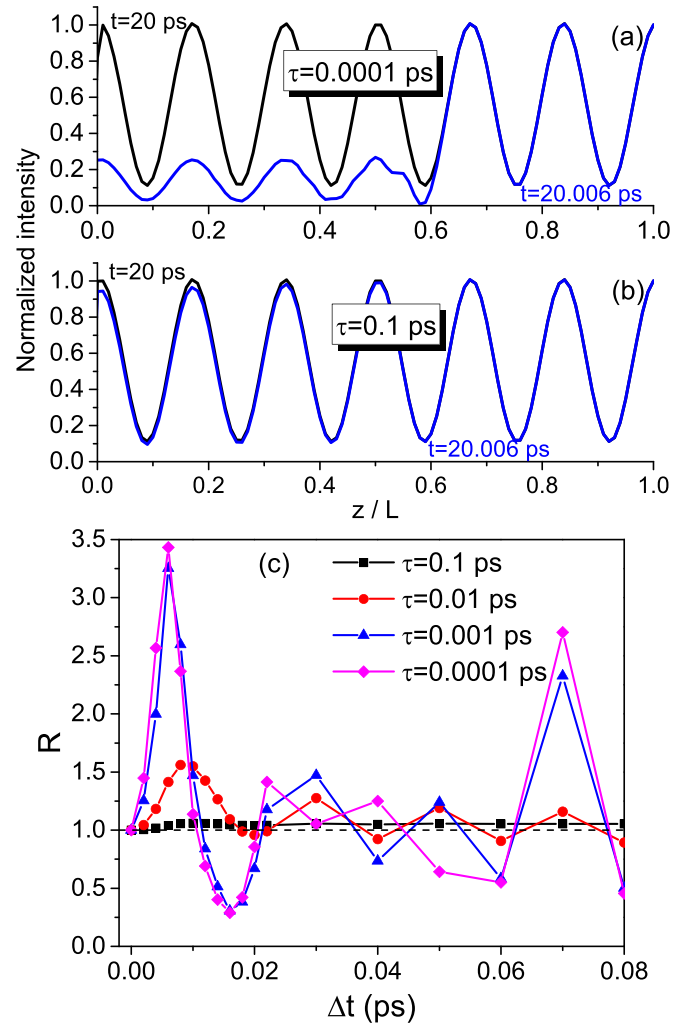 t=20 ps
(a)
τ=0.0001 ps
t=20.006 ps
1.0
0.8
0.6
0.4
0.2
0.0
0.0 0.2 0.4 0.6 0.8 1.0
Normalized intensity
t=20 ps
(b)
τ=0.1 ps
t=20.006 ps
1.0
0.8
0.6
0.4
0.2
0.0
0.0 0.2 0.4 0.6 0.8 1.0
z / L
(c)
τ=0.1 ps
τ=0.01 ps
τ=0.001 ps
τ=0.0001 ps
3.5
3.0
2.5
2.0
1.5
1.0
0.5
0.0
R
0.00 0.02 0.04 0.06 0.08
Δt (ps)